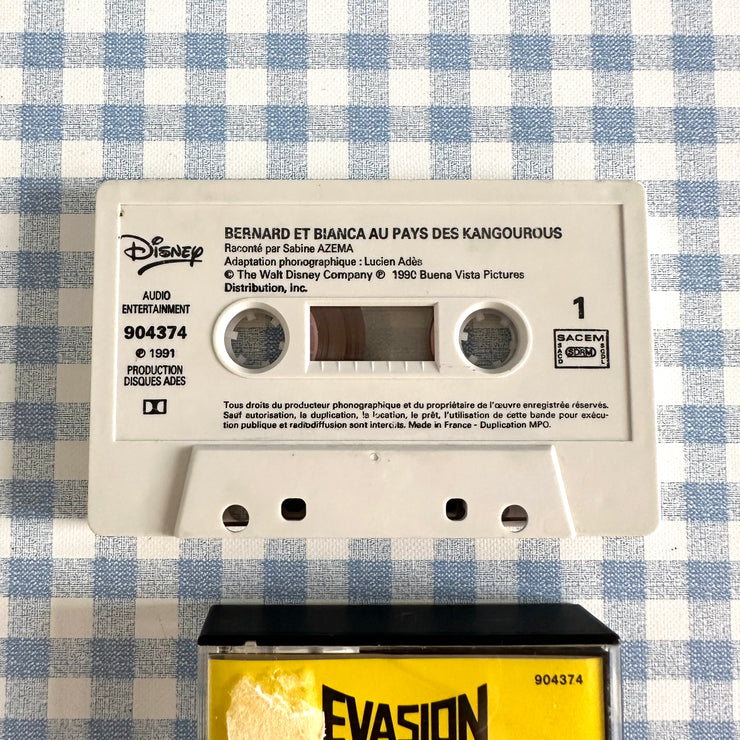 BERNARD ET BIANCA AU PAYS DES KANGOUROUS
Raconté par Sabine AZEMA
Adaptation phonographique : Lucien Adès
© The Walt Disney Company ℗ 1990 Buena Vista Pictures
Distribution, Inc.
Disney
AUDIO
ENTERTAINMENT
904374
℗ 1991
PRODUCTION
DISQUES ADES
1
SACEM
SACD
SDRM
SGDL
Tous droits du producteur phonographique et du propriétaire de l'œuvre enregistrée réservés.
Sauf autorisation, la duplication, la location, le prêt, l'utilisation de cette bande pour exécu-
tion publique et radiodiffusion sont interdits. Made in France - Duplication MPO.
904374
EVASION